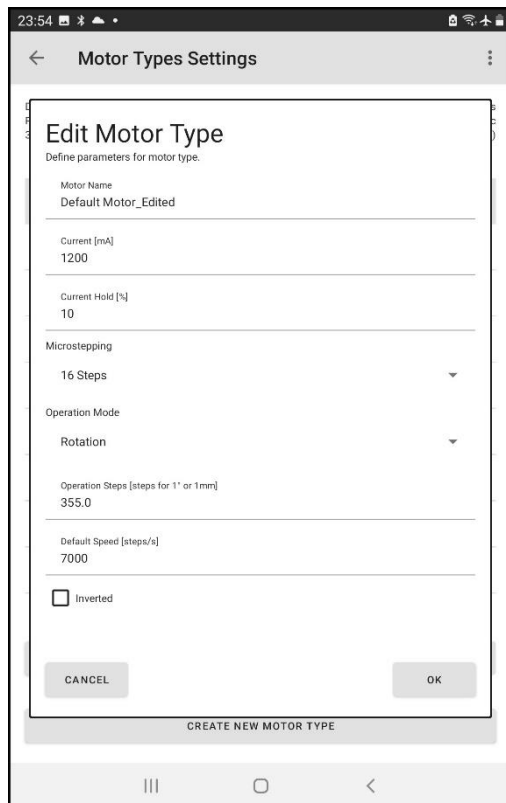 23:54
Motor Types Settings
Edit Motor Type
Define parameters for motor type.
Motor Name
Default Motor_Edited
Current [mA]
1200
Current Hold [%]
10
Microstepping
16 Steps
Operation Mode
Rotation
Operation Steps [steps for 1° or 1mm]
355.0
Default Speed [steps/s]
7000
Inverted
CANCEL
OK
CREATE NEW MOTOR TYPE